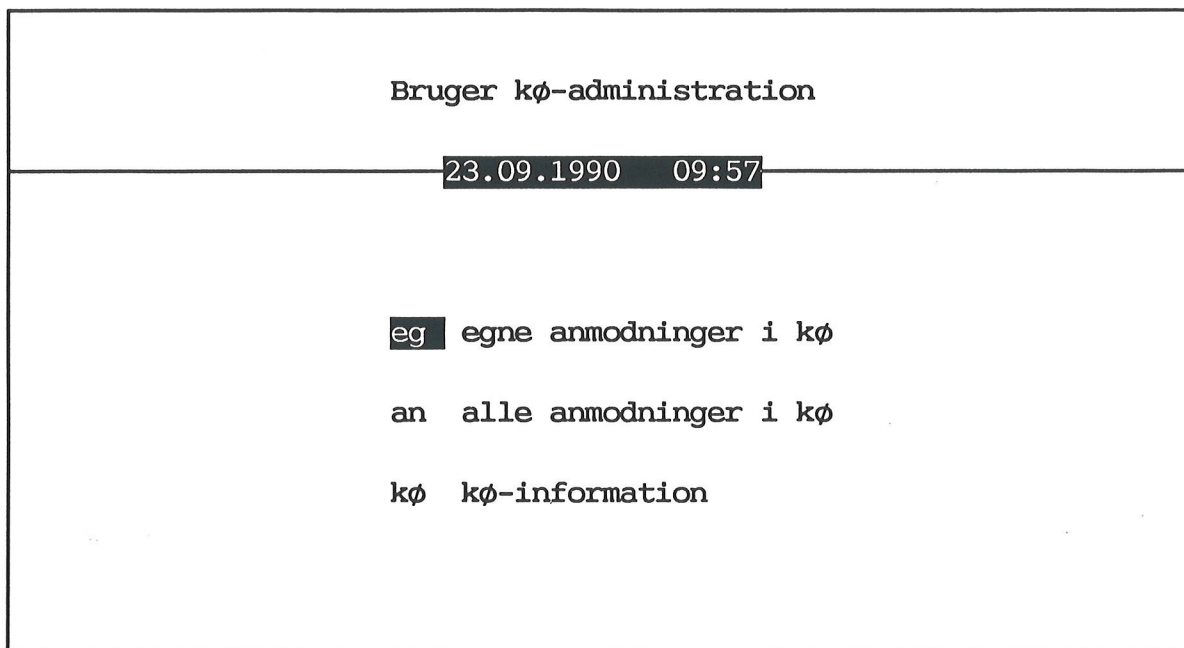 Bruger kø-administration
23.09.1990 09:57
eg egne anmodninger i kø
an alle anmodninger i kø
kø kø-information